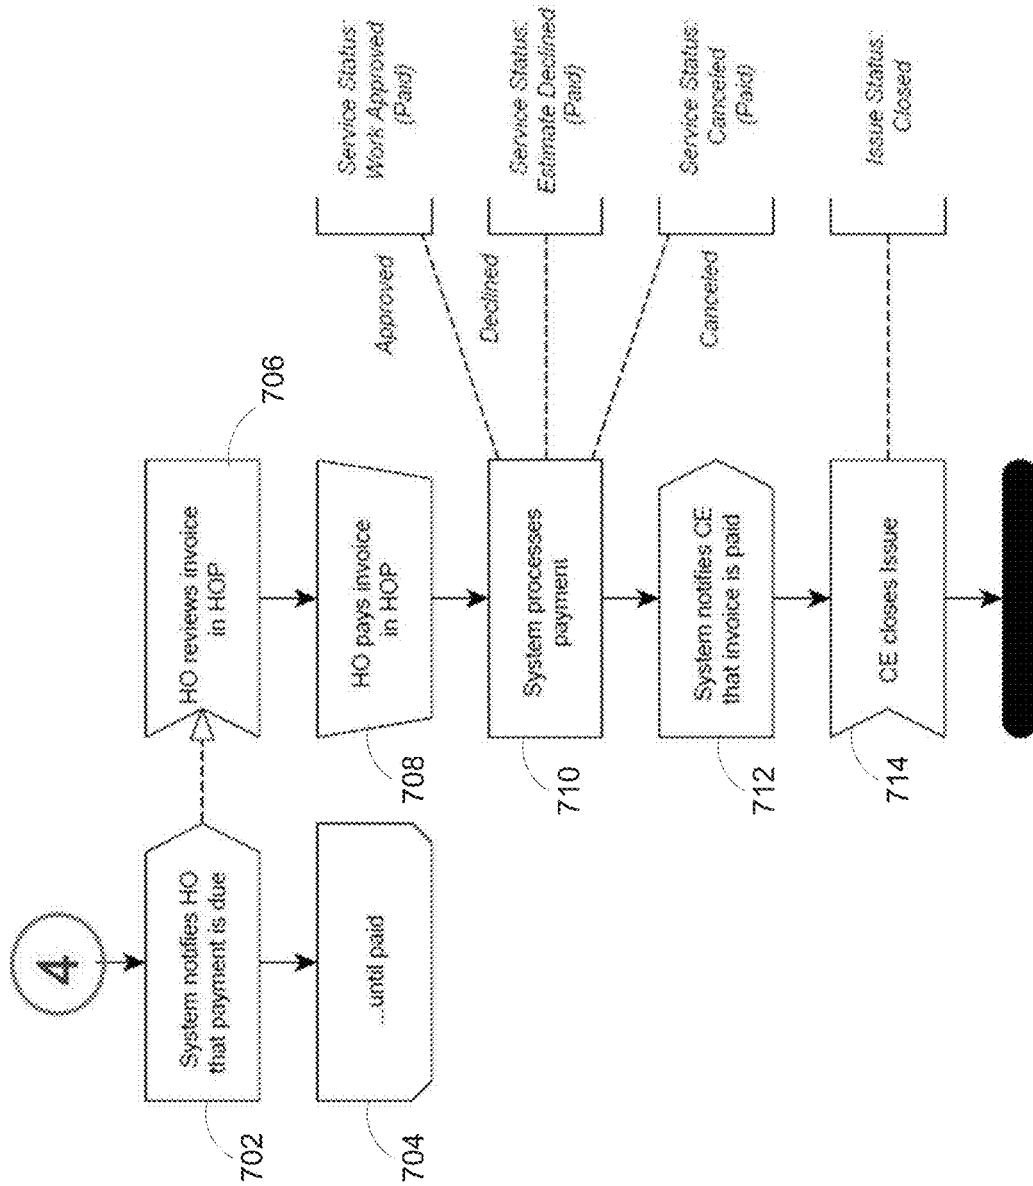 4
System notifies HO
that payment is due
702
...until paid
704
HO reviews invoice
in HOP
706
HO pays invoice
in HOP
708
System processes
payment
710
Approved
Declined
Canceled
Service Status:
Work Approved
(Paid)
Service Status:
Estimate Declined
(Paid)
Service Status:
Canceled
(Paid)
System notifies CE
that invoice is paid
712
CE closes Issue
714
Issue Status:
Closed